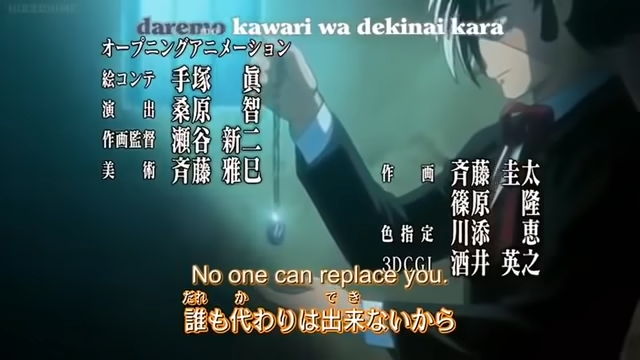 daremo kawari wa dekinai kara
オープニングアニメーション
絵コンテ 手塚 眞
演出 桑原 智
作画監督 瀬谷 新二
美術 斉藤 雅巳
作画 斉藤 圭太
篠原 隆
色指定 川添 恵
3DCGI 酒井 英之
No one can replace you.
だれ か でき
誰も代わりは出来ないから